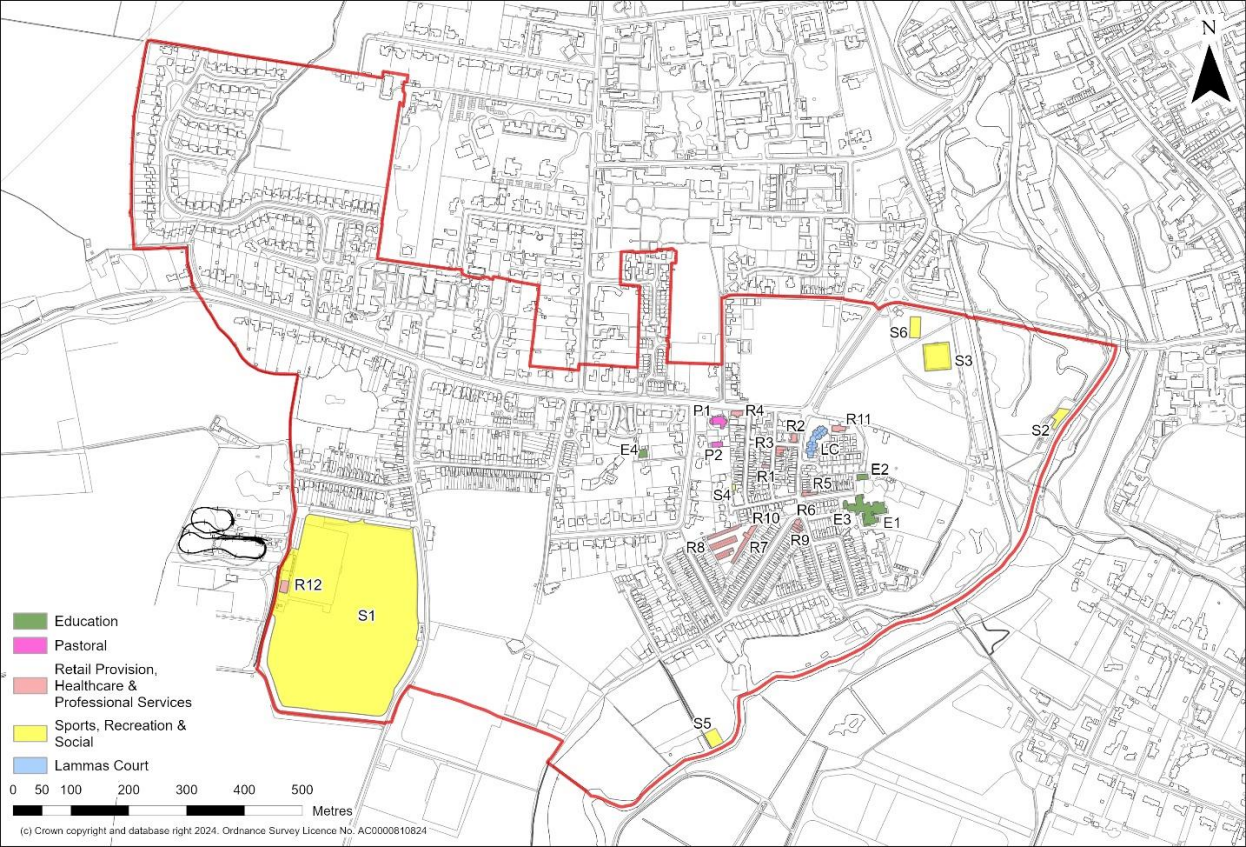 N
S6
S3
S2
P1
R4
R2
R11
R3
LC
P2
E4
R1
E2
S4
R5
R6
R10
E3
E1
R8
R7
R9
R12
S1
S5
Education
Pastoral
Retail Provision,
Healthcare &
Professional Services
Sports, Recreation &
Social
Lammas Court
0 50 100 200 300 400 500
Metres
(c) Crown copyright and database right 2024. Ordnance Survey Licence No. AC0000810824